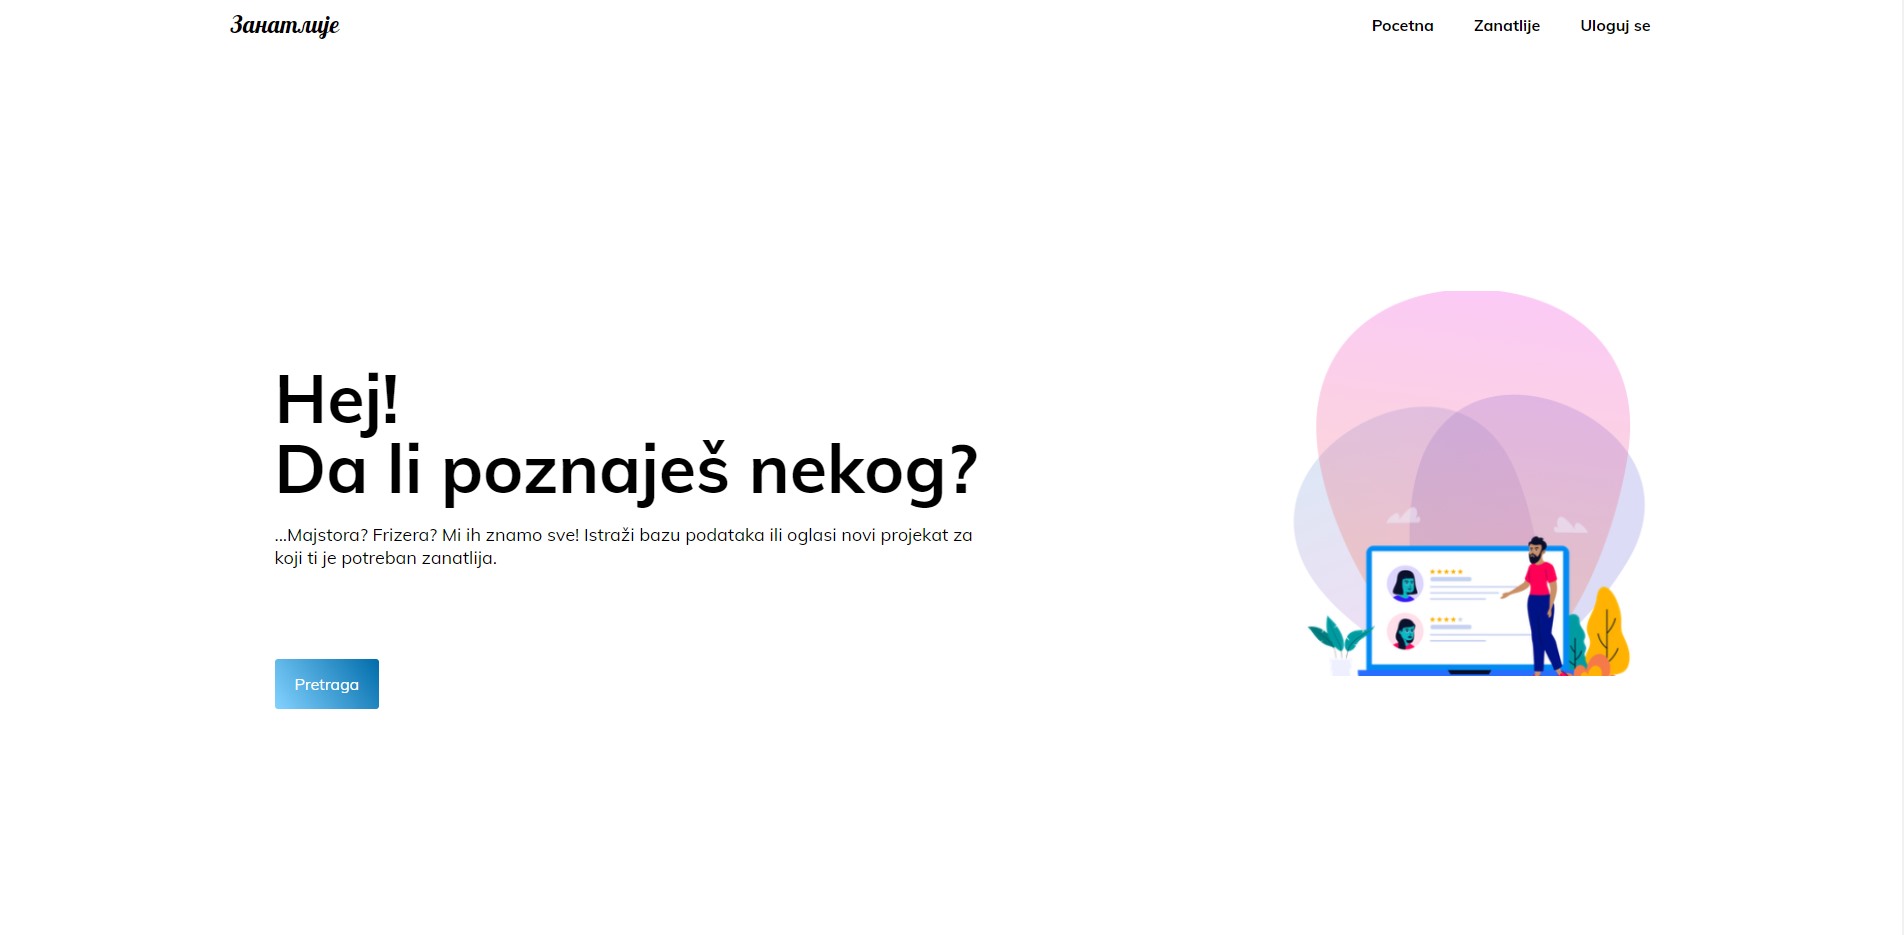 Занатлије
Pocetna
Zanatlije
Uloguj se
Hej!
Da li poznaješ nekog?
...Majstora? Frizera? Mi ih znamo sve! Istraži bazu podataka ili oglasi novi projekat za
koji ti je potreban zanatlija.
Pretraga